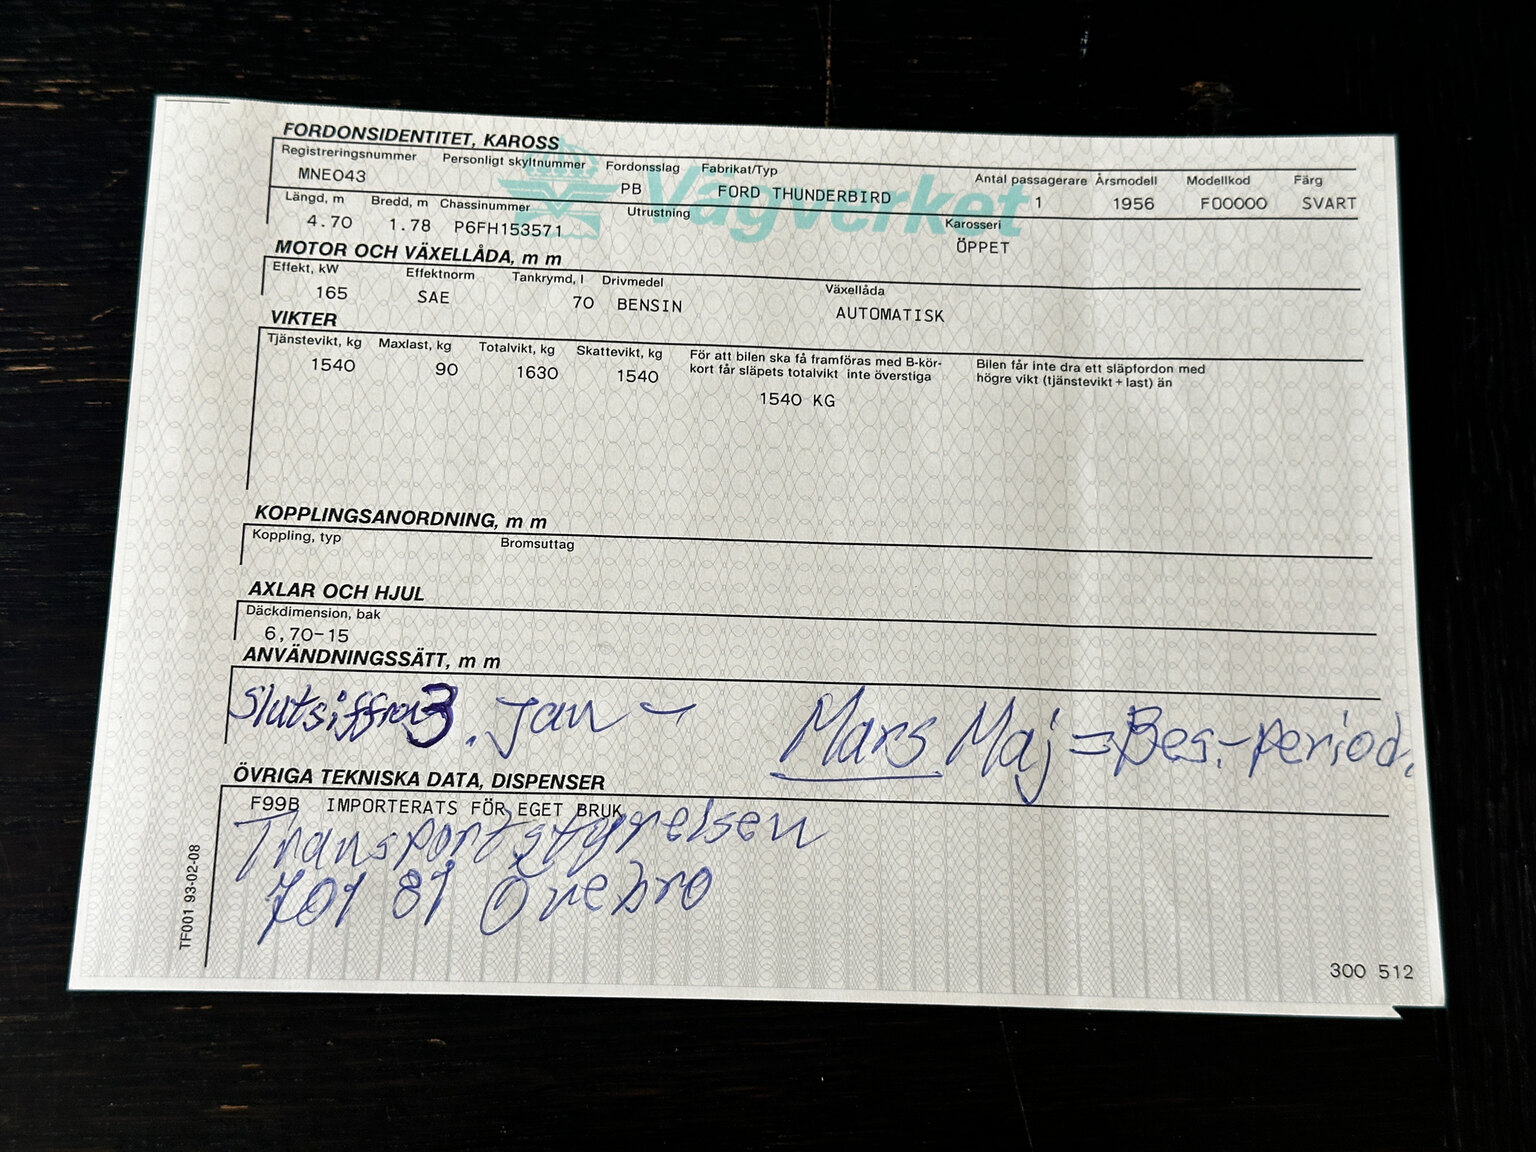 FORDONSIDENTITET, KAROSS
Vägverket
Registreringsnummer Personligt skyltnummer Fordonsslag Fabrikat/Typ Antal passagerare Årsmodell Modellkod Färg
MNE043 PB FORD THUNDERBIRD 1 1956 F00000 SVART
Längd, m Bredd, m Chassinummer Utrustning Karosseri
4.70 1.78 P6FH153571 ÖPPET
MOTOR OCH VÄXELLÅDA, m m
Effekt, kW Effektnorm Tankrymd, l Drivmedel Växellåda
165 SAE 70 BENSIN AUTOMATISK
VIKTER
Tjänstevikt, kg Maxlast, kg Totalvikt, kg Skattevikt, kg För att bilen ska få framföras med B-kör- Bilen får inte dra ett släpfordon med
kort får släpets totalvikt inte överstiga högre vikt (tjänstevikt + last) än
1540 90 1630 1540 1540 KG
KOPPLINGSANORDNING, m m
Koppling, typ Bromsuttag
AXLAR OCH HJUL
Däckdimension, bak
6,70-15
ANVÄNDNINGSSÄTT, m m
Slutsiffra 3. Jan - Mars Maj = Bes.-period.
ÖVRIGA TEKNISKA DATA, DISPENSER
F99B IMPORTERATS FÖR EGET BRUK
Transportstyrelsen
701 81 Örebro
TF001 93-02-08
300 512